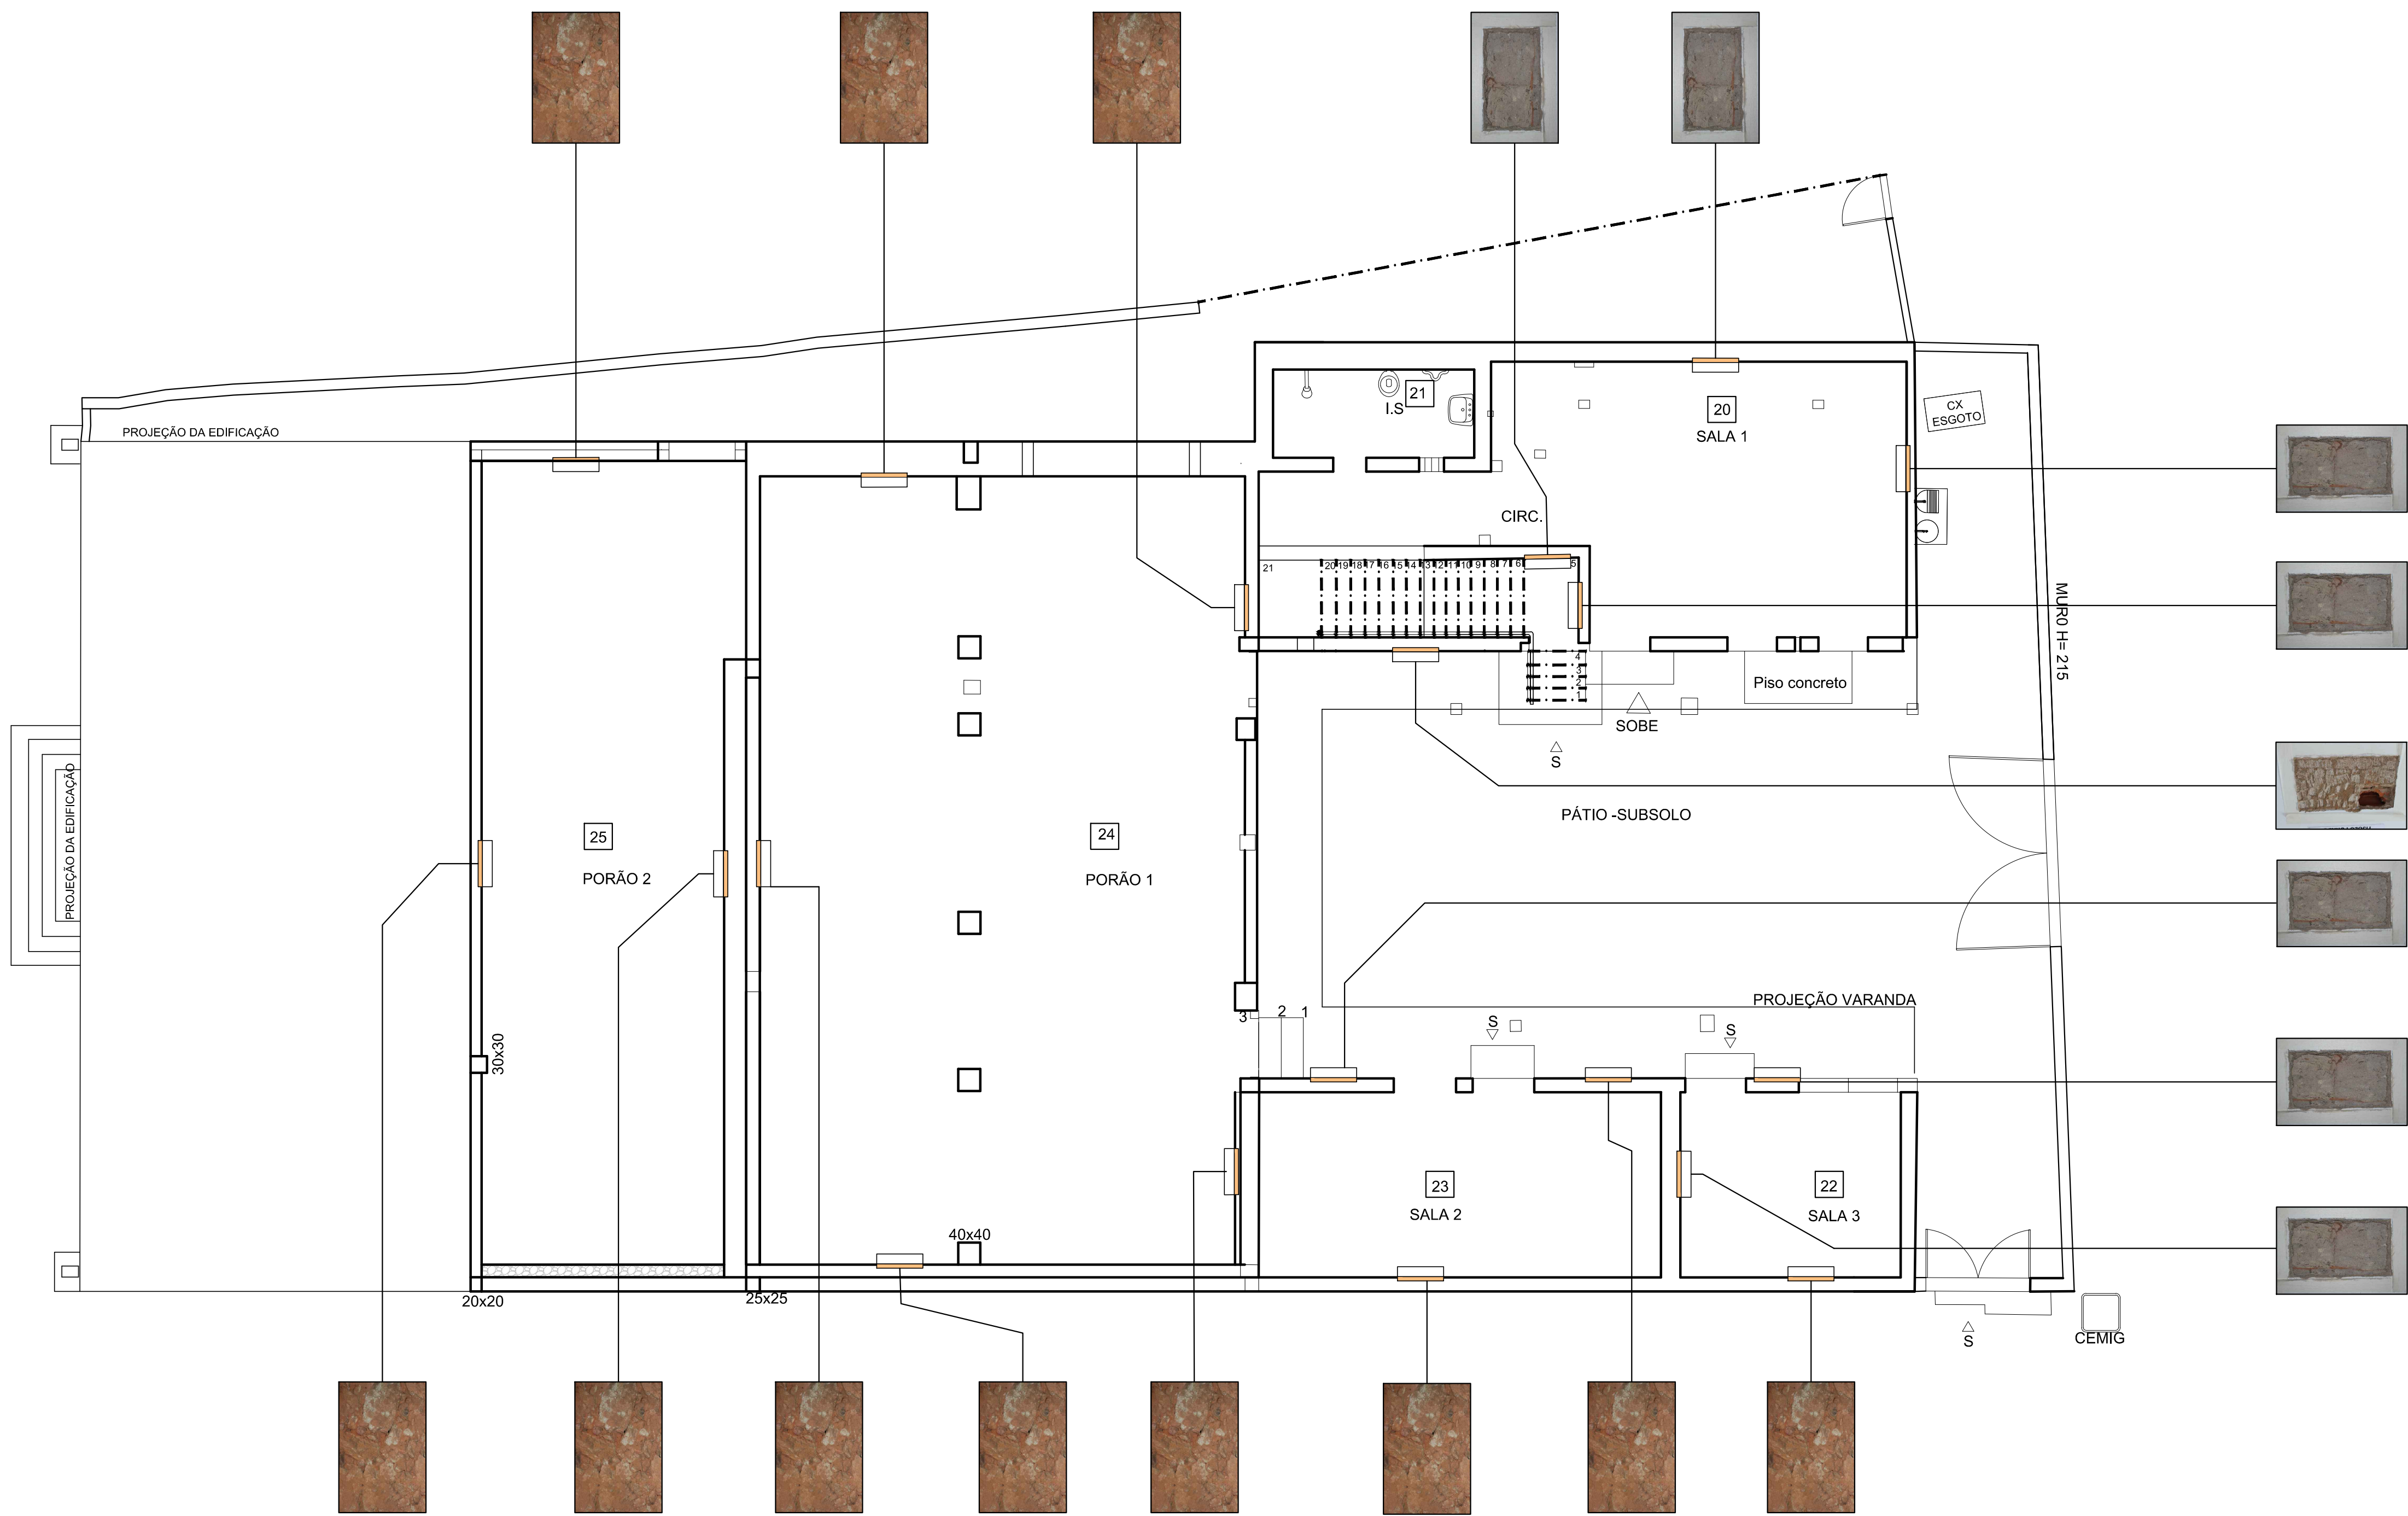 PROJEÇÃO DA EDIFICAÇÃO
21
I.S
20
SALA 1
CX
ESGOTO
CIRC.
21
20 19 18 17 16 15 14 13 12 11 10 9 8 7 6 5
4
3
2
1
MUR0 H= 215
Piso concreto
SOBE
S
PÁTIO -SUBSOLO
PROJEÇÃO DA EDIFICAÇÃO
25
PORÃO 2
24
PORÃO 1
PROJEÇÃO VARANDA
3 2 1
S
S
30x30
23
SALA 2
22
SALA 3
40x40
20x20
25x25
S
CEMIG